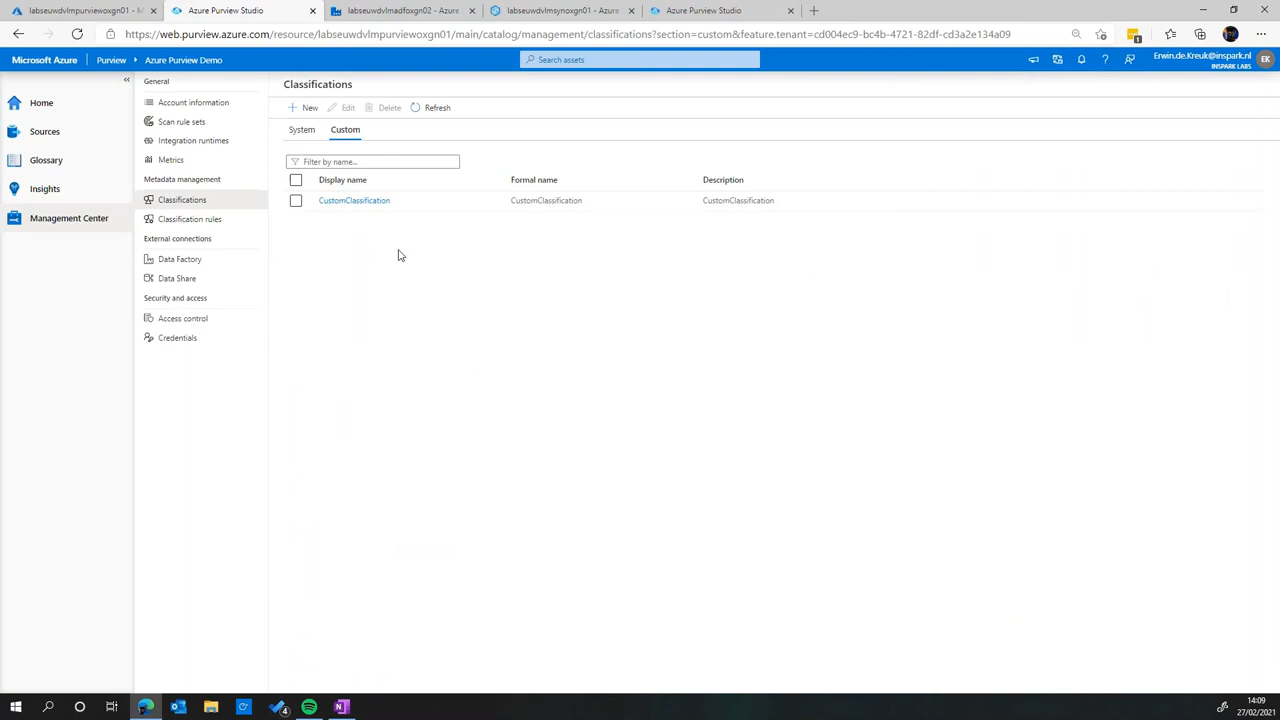 labseuwdvlmpurviewoxgn01 - M
Azure Purview Studio
labseuwdvlmadfoxgn02 - Azure
labseuwdvlmsynoxgn01 - Azure
Azure Purview Studio
https://web.purview.azure.com/resource/labseuwdvlmpurviewoxgn01/main/catalog/management/classifications?section=custom&feature.tenant=cd004ec9-bc4b-4721-82df-cd3a2e134a09
Microsoft Azure
Purview
Azure Purview Demo
Search assets
Erwin.de.Kreuk@inspark.nl
INSPARK LABS
EK
Home
Sources
Glossary
Insights
Management Center
General
Account information
Scan rule sets
Integration runtimes
Metrics
Metadata management
Classifications
Classification rules
External connections
Data Factory
Data Share
Security and access
Access control
Credentials
Classifications
New
Edit
Delete
Refresh
System
Custom
Filter by name...
Display name
Formal name
Description
CustomClassification
CustomClassification
CustomClassification
14:09
27/02/2021